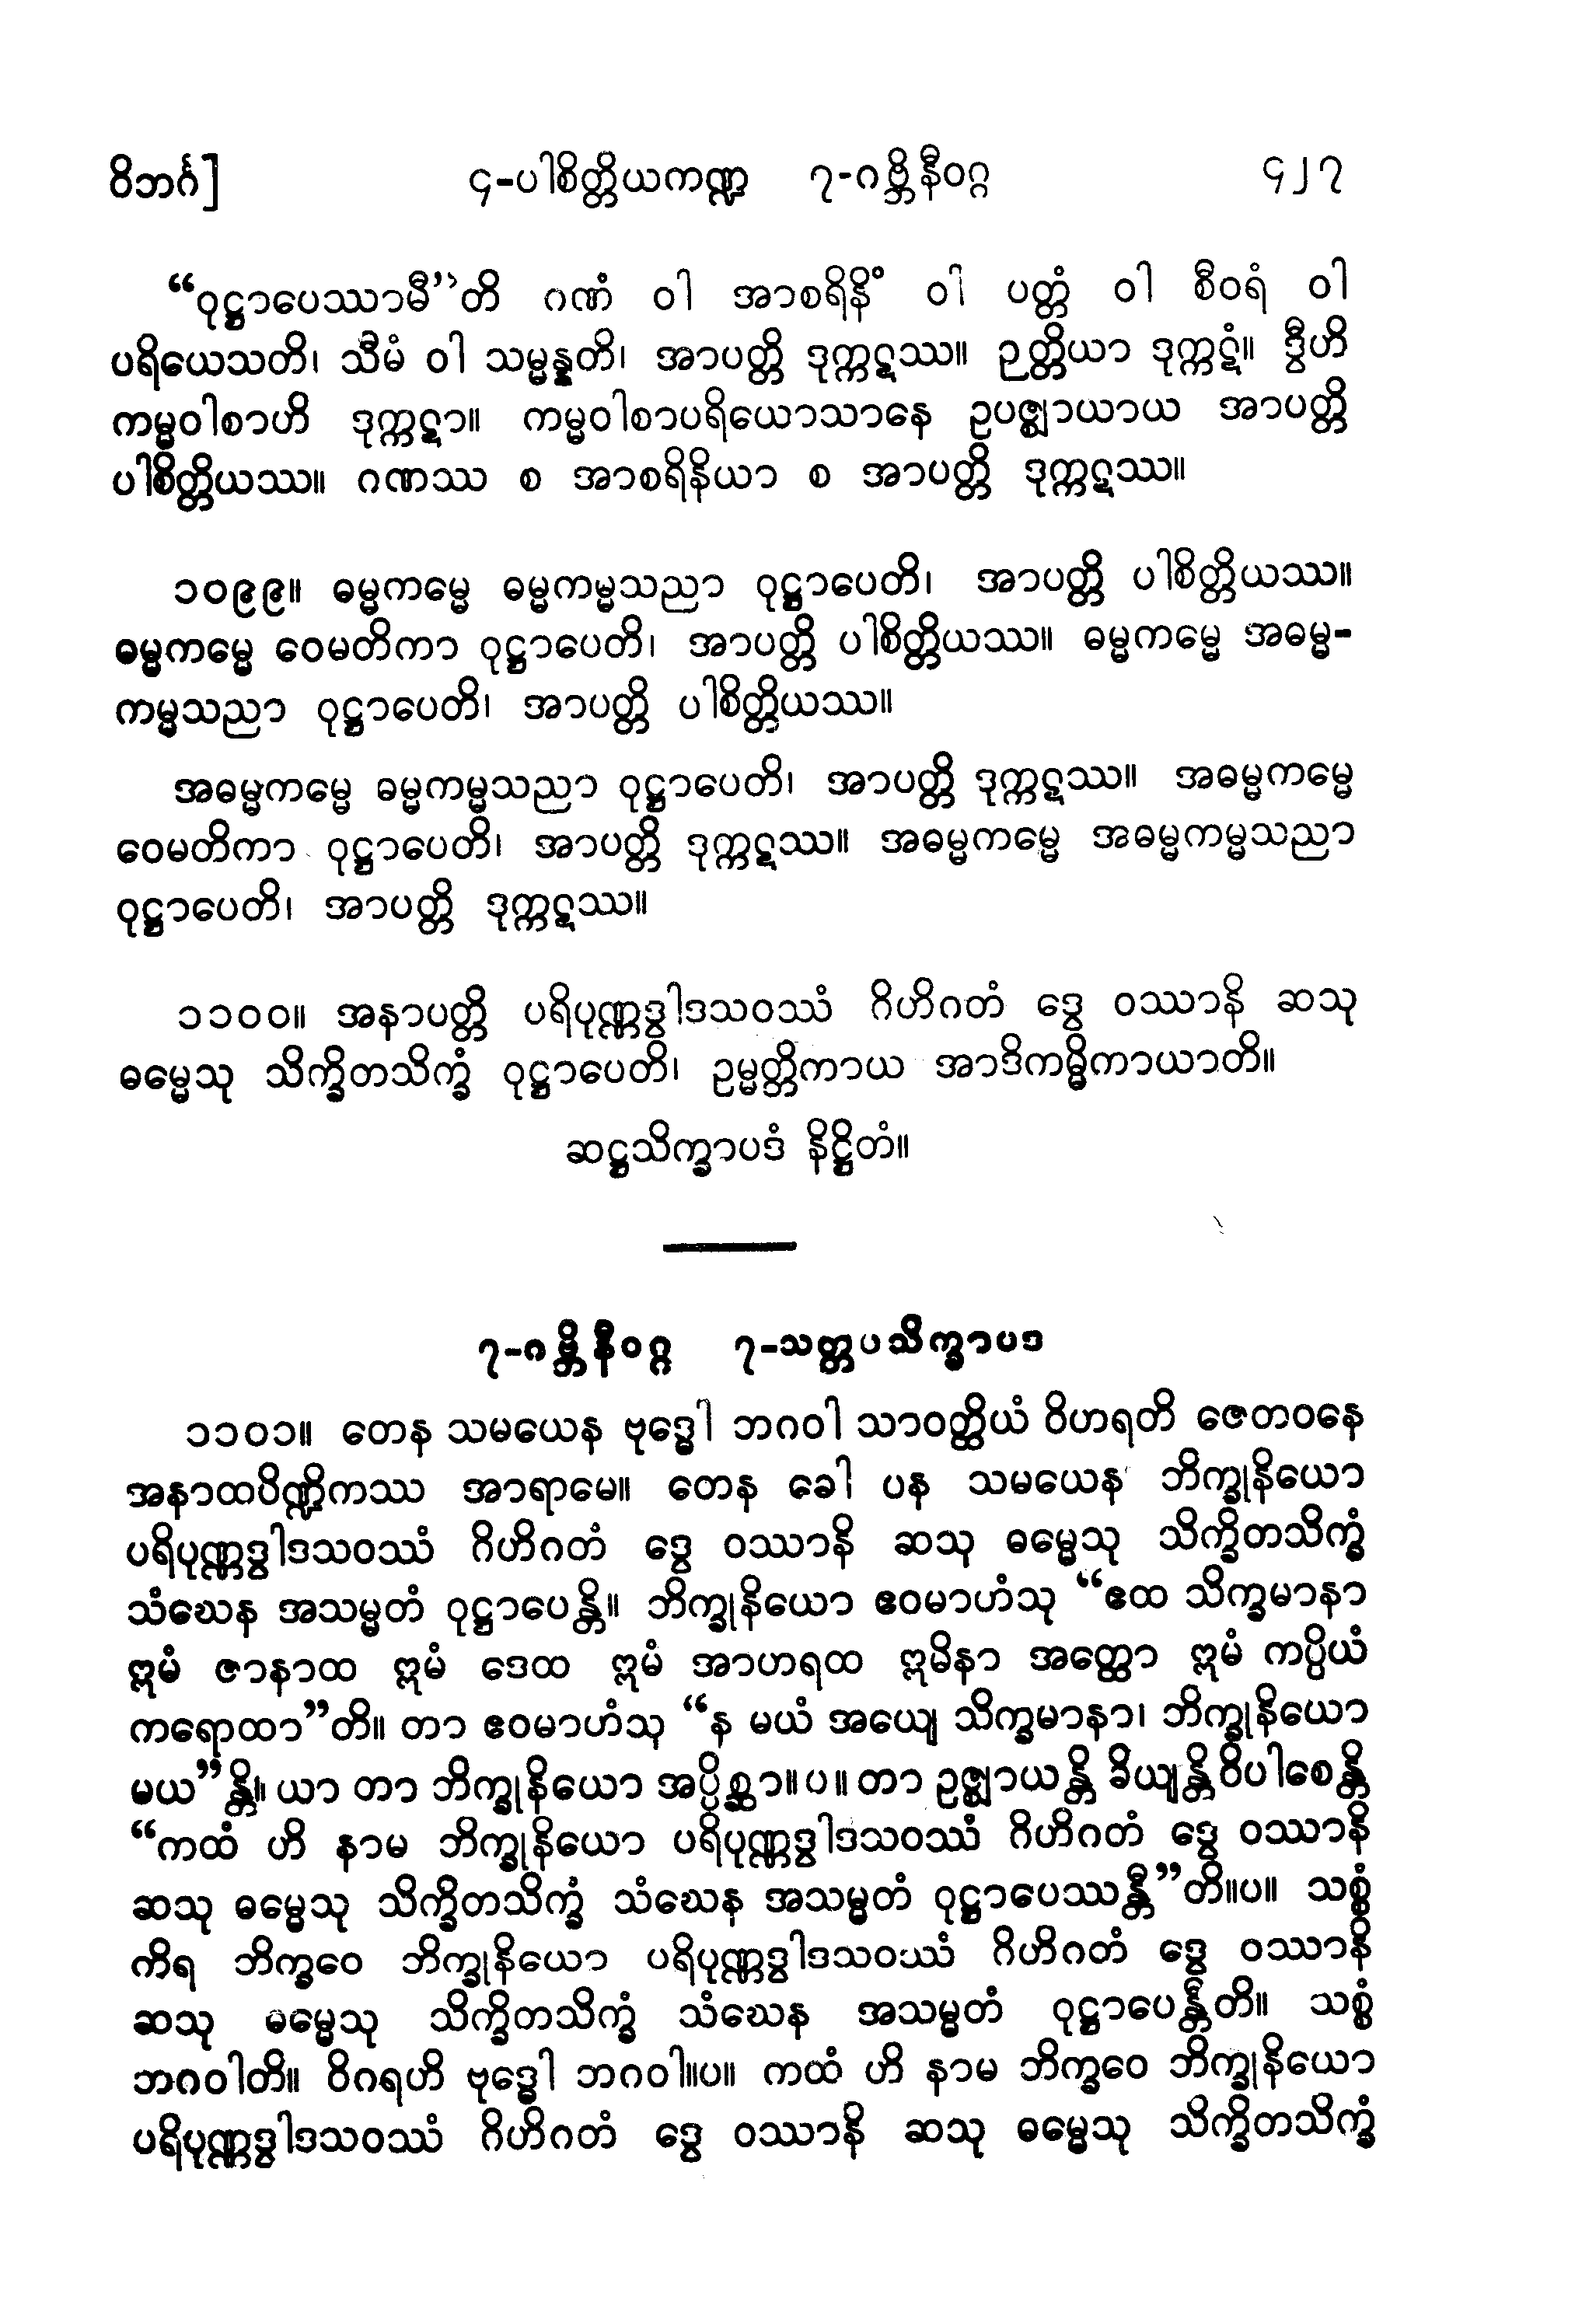 ဝိဘင်္ဂ] ၄-ပါစိတ္တိယကဏ္ဍ ၇-ဂဗ္ဘိနီဝဂ္ဂ ၄၂၇
“ဝုဋ္ဌာပေဿာမီ”တိ ဂဏံ ဝါ အာစရိနိံ ဝါ ပတ္တံ ဝါ စီဝရံ ဝါ
ပရိယေသတိ၊ သီမံ ဝါ သမ္မန္နတိ၊ အာပတ္တိ ဒုက္ကဋဿ။ ဉတ္တိယာ ဒုက္ကဋံ။ ဒွီဟိ
ကမ္မဝါစာဟိ ဒုက္ကဋာ။ ကမ္မဝါစာပရိယောသာနေ ဥပဇ္ဈာယာယ အာပတ္တိ
ပါစိတ္တိယဿ။ ဂဏဿ စ အာစရိနိယာ စ အာပတ္တိ ဒုက္ကဋဿ။
၁၀၉၉။ ဓမ္မကမ္မေ ဓမ္မကမ္မသညာ ဝုဋ္ဌာပေတိ၊ အာပတ္တိ ပါစိတ္တိယဿ။
ဓမ္မကမ္မေ ဝေမတိကာ ဝုဋ္ဌာပေတိ၊ အာပတ္တိ ပါစိတ္တိယဿ။ ဓမ္မကမ္မေ အဓမ္မ-
ကမ္မသညာ ဝုဋ္ဌာပေတိ၊ အာပတ္တိ ပါစိတ္တိယဿ။
အဓမ္မကမ္မေ ဓမ္မကမ္မသညာ ဝုဋ္ဌာပေတိ၊ အာပတ္တိ ဒုက္ကဋဿ။ အဓမ္မကမ္မေ
ဝေမတိကာ ဝုဋ္ဌာပေတိ၊ အာပတ္တိ ဒုက္ကဋဿ။ အဓမ္မကမ္မေ အဓမ္မကမ္မသညာ
ဝုဋ္ဌာပေတိ၊ အာပတ္တိ ဒုက္ကဋဿ။
၁၁၀၀။ အနာပတ္တိ ပရိပုဏ္ဏဒွါဒသဝဿံ ဂိဟိဂတံ ဒွေ ဝဿာနိ ဆသု
ဓမ္မေသု သိက္ခိတသိက္ခံ ဝုဋ္ဌာပေတိ၊ ဥမ္မတ္တိကာယ အာဒိကမ္မိကာယာတိ။
ဆဋ္ဌသိက္ခာပဒံ နိဋ္ဌိတံ။
၇-ဂဗ္ဘိနီဝဂ္ဂ ၇-သတ္တမသိက္ခာပဒ
၁၁၀၁။ တေန သမယေန ဗုဒ္ဓေါ ဘဂဝါ သာဝတ္ထိယံ ဝိဟရတိ ဇေတဝနေ
အနာထပိဏ္ဍိကဿ အာရာမေ။ တေန ခေါ ပန သမယေန ဘိက္ခုနိယော
ပရိပုဏ္ဏဒွါဒသဝဿံ ဂိဟိဂတံ ဒွေ ဝဿာနိ ဆသု ဓမ္မေသု သိက္ခိတသိက္ခံ
သံဃေန အသမ္မတံ ဝုဋ္ဌာပေန္တိ။ ဘိက္ခုနိယော ဧဝမာဟံသု “ဧထ သိက္ခမာနာ
ဣမံ ဇာနာထ ဣမံ ဒေထ ဣမံ အာဟရထ ဣမိနာ အတ္ထော ဣမံ ကပ္ပိယံ
ကရောထာ”တိ။ တာ ဧဝမာဟံသု “န မယံ အယျေ သိက္ခမာနာ၊ ဘိက္ခုနိယော
မယ”န္တိ။ ယာ တာ ဘိက္ခုနိယော အပ္ပိစ္ဆာ။ပ။ တာ ဥဇ္ဈာယန္တိ ခိယျန္တိ ဝိပါစေန္တိ
“ကထံ ဟိ နာမ ဘိက္ခုနိယော ပရိပုဏ္ဏဒွါဒသဝဿံ ဂိဟိဂတံ ဒွေ ဝဿာနိ
ဆသု ဓမ္မေသု သိက္ခိတသိက္ခံ သံဃေန အသမ္မတံ ဝုဋ္ဌာပေဿန္တီ”တိ။ပ။ သစ္စံ
ကိရ ဘိက္ခဝေ ဘိက္ခုနိယော ပရိပုဏ္ဏဒွါဒသဝဿံ ဂိဟိဂတံ ဒွေ ဝဿာနိ
ဆသု ဓမ္မေသု သိက္ခိတသိက္ခံ သံဃေန အသမ္မတံ ဝုဋ္ဌာပေန္တီတိ။ သစ္စံ
ဘဂဝါတိ။ ဝိဂရဟိ ဗုဒ္ဓေါ ဘဂဝါ။ပ။ ကထံ ဟိ နာမ ဘိက္ခဝေ ဘိက္ခုနိယော
ပရိပုဏ္ဏဒွါဒသဝဿံ ဂိဟိဂတံ ဒွေ ဝဿာနိ ဆသု ဓမ္မေသု သိက္ခိတသိက္ခံ